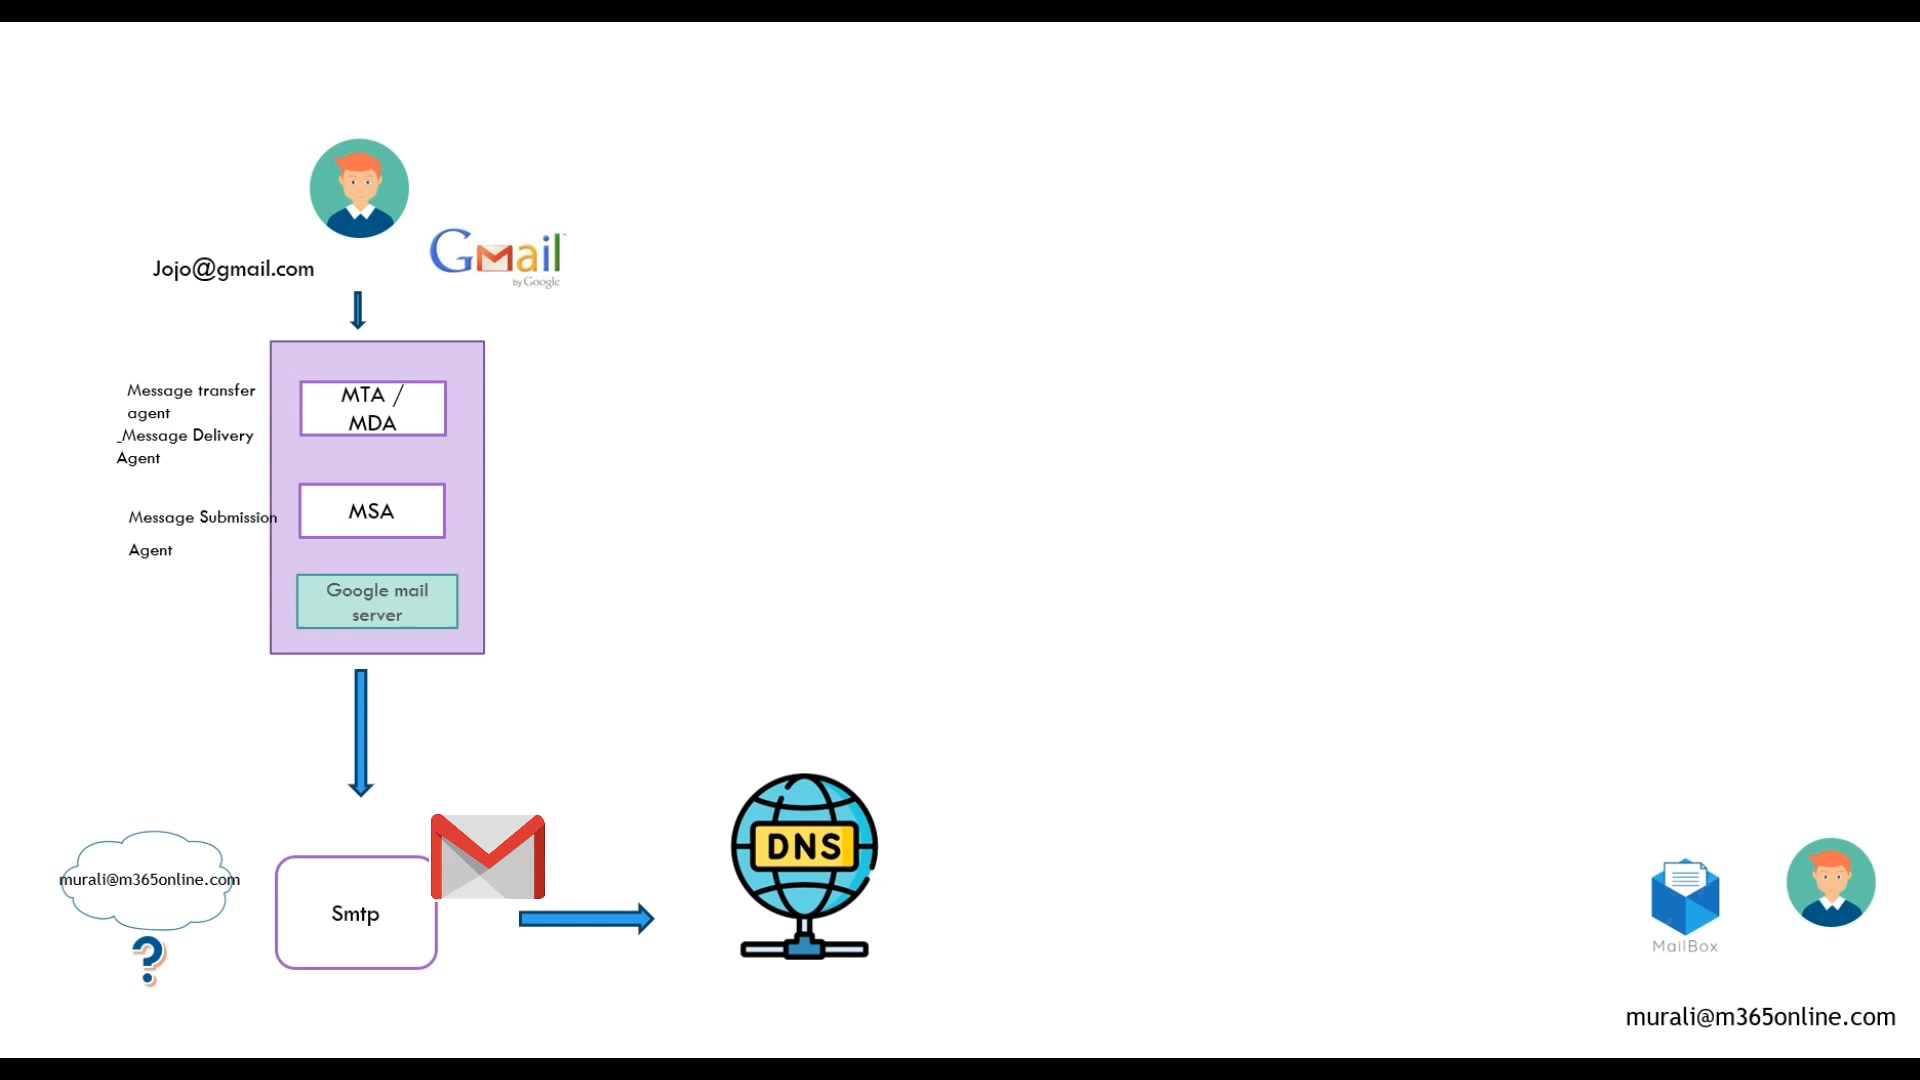 Jojo@gmail.com
Gmail™
by Google
Message transfer
agent
_Message Delivery
Agent
MTA /
MDA
Message Submission
Agent
MSA
Google mail
server
murali@m365online.com
?
Smtp
DNS
MailBox
murali@m365online.com